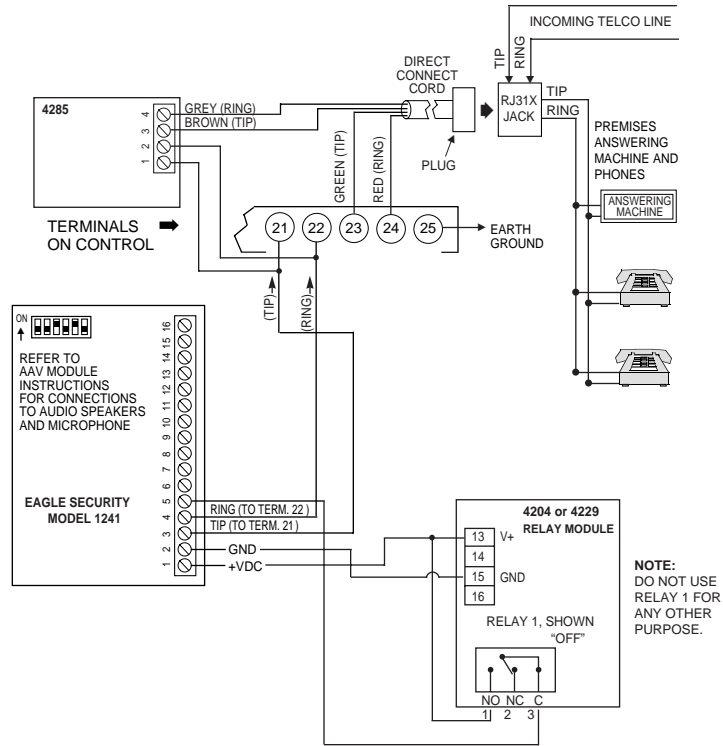 INCOMING TELCO LINE
TIP
RING
DIRECT
CONNECT
CORD
RJ31X
JACK
TIP
RING
PLUG
4285
4
3
2
1
GREY (RING)
BROWN (TIP)
GREEN (TIP)
RED (RING)
PREMISES
ANSWERING
MACHINE AND
PHONES
ANSWERING
MACHINE
TERMINALS
ON CONTROL
21
22
23
24
25
EARTH
GROUND
(TIP)
(RING)
ON
REFER TO
AAV MODULE
INSTRUCTIONS
FOR CONNECTIONS
TO AUDIO SPEAKERS
AND MICROPHONE
EAGLE SECURITY
MODEL 1241
16
15
14
13
12
11
10
9
8
7
6
5
4
3
2
1
RING (TO TERM. 22 )
TIP (TO TERM. 21 )
GND
+VDC
4204 or 4229
RELAY MODULE
13 V+
14
15 GND
16
RELAY 1, SHOWN
“OFF”
NO NC C
1 2 3
NOTE:
DO NOT USE
RELAY 1 FOR
ANY OTHER
PURPOSE.